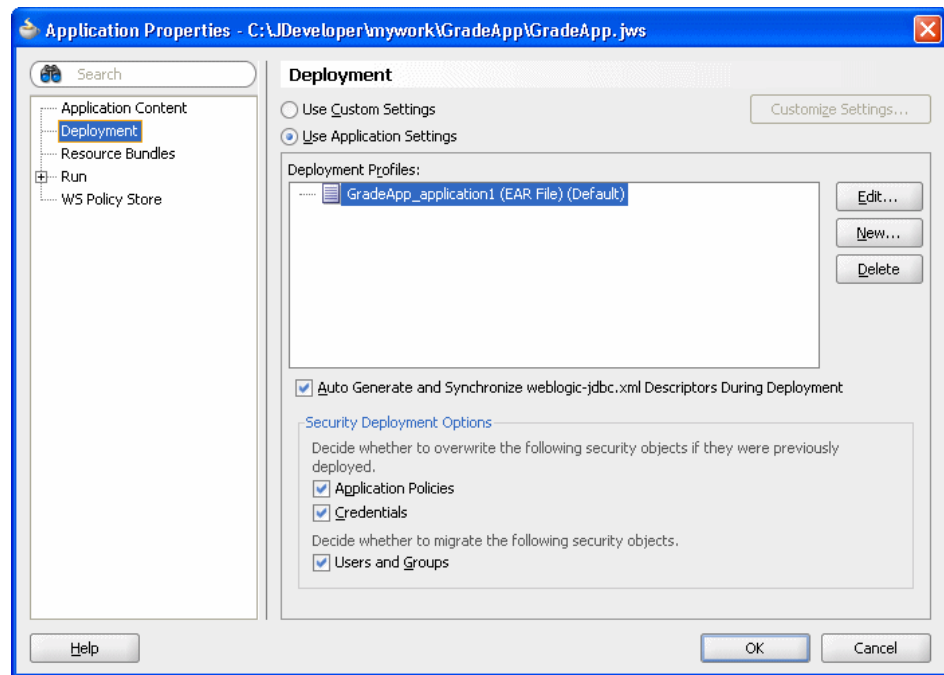 Application Properties - C:\JDeveloper\mywork\GradeApp\GradeApp.jws
Search
Application Content
Deployment
Resource Bundles
Run
WS Policy Store
Deployment
Use Custom Settings
Customize Settings...
Use Application Settings
Deployment Profiles:
GradeApp_application1 (EAR File) (Default)
Edit...
New...
Delete
Auto Generate and Synchronize weblogic-jdbc.xml Descriptors During Deployment
Security Deployment Options
Decide whether to overwrite the following security objects if they were previously
deployed.
Application Policies
Credentials
Decide whether to migrate the following security objects.
Users and Groups
Help
OK
Cancel